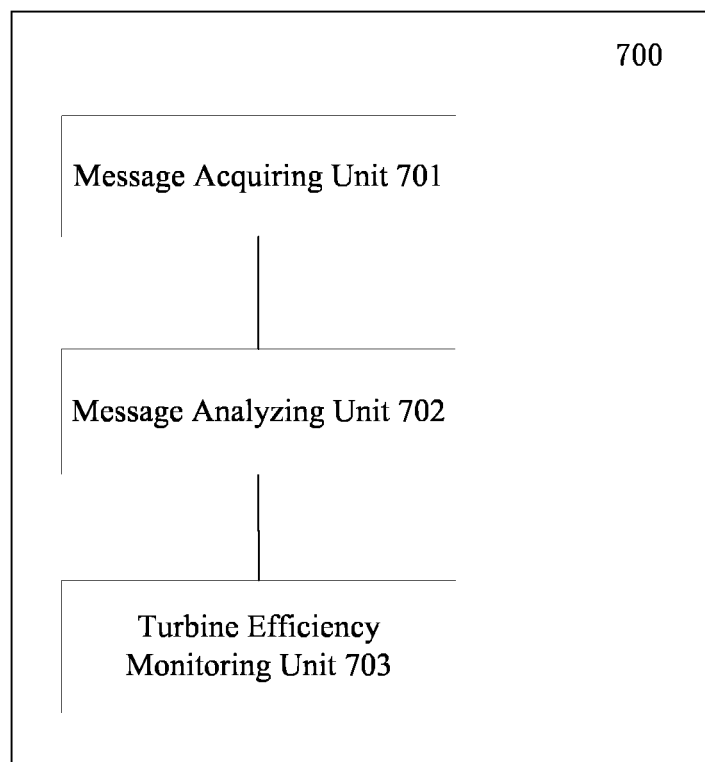 700
Message Acquiring Unit 701
Message Analyzing Unit 702
Turbine Efficiency
Monitoring Unit 703